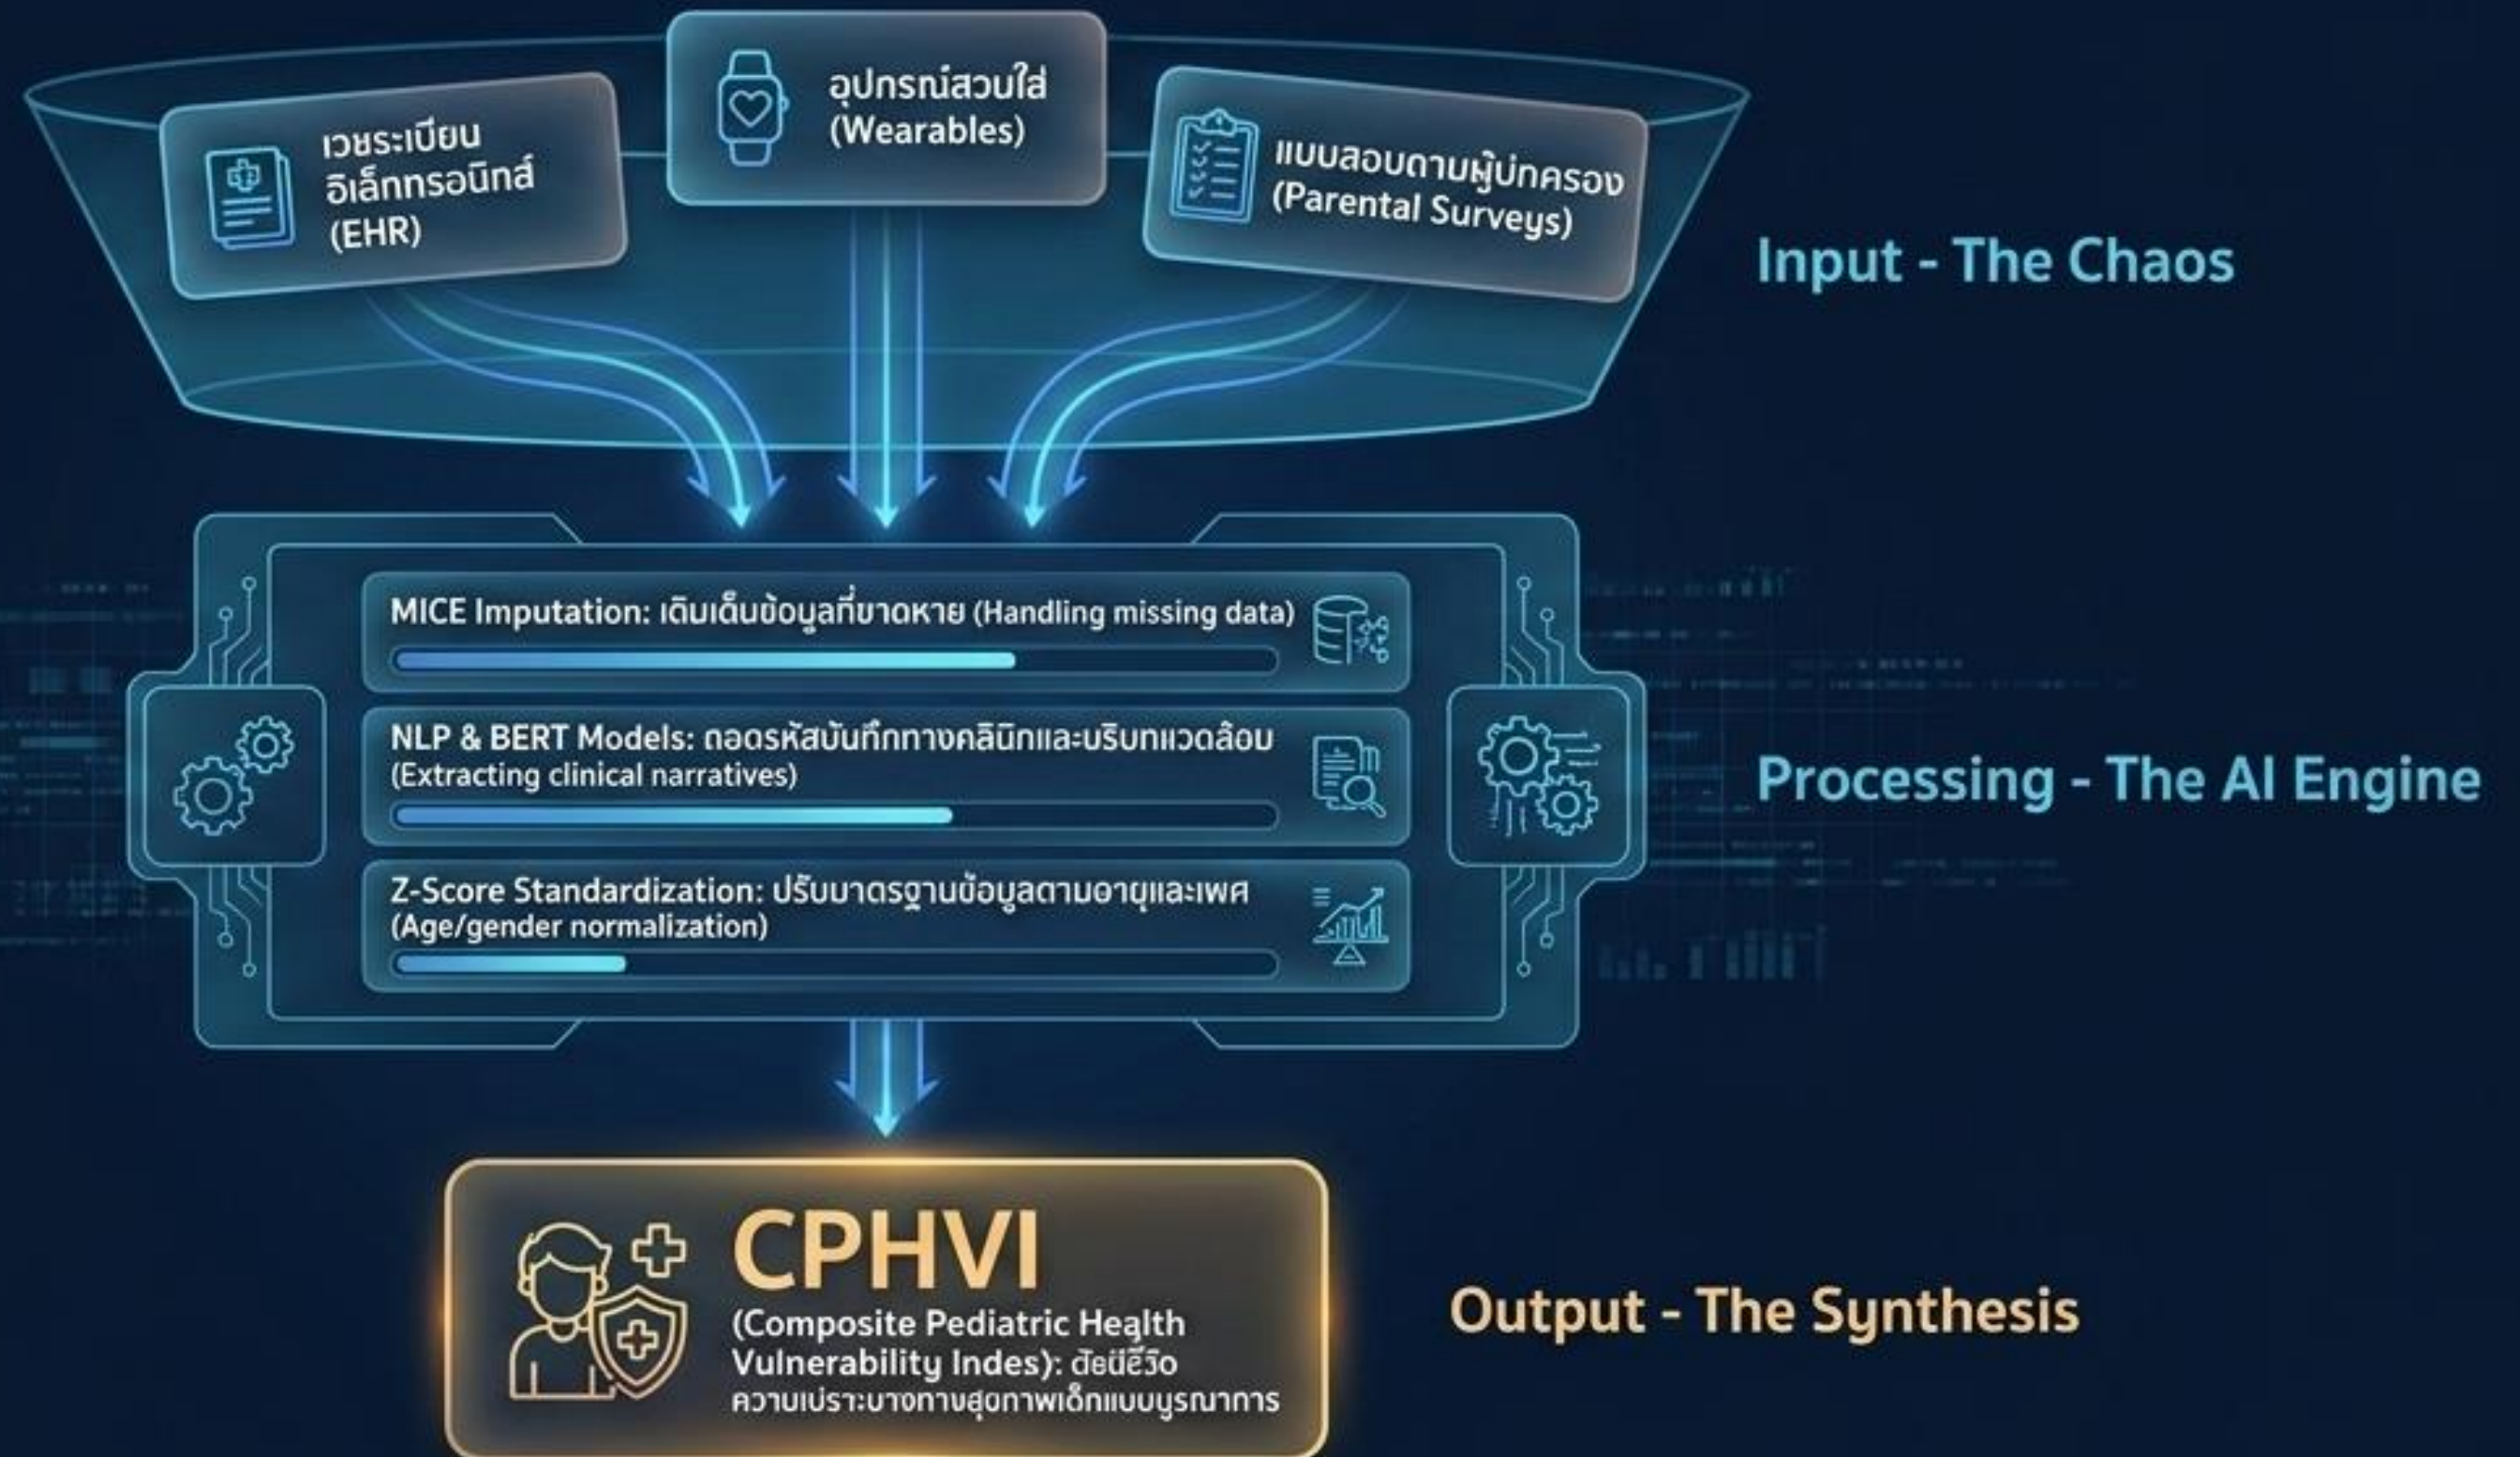 เวชระเบียน
อิเล็กทรอนิกส์
(EHR)
อุปกรณ์สวมใส่
(Wearables)
แบบสอบถามผู้ปกครอง
(Parental Surveys)
Input - The Chaos
MICE Imputation: เติมเต็มข้อมูลที่ขาดหาย (Handling missing data)
NLP & BERT Models: ถอดรหัสบันทึกทางคลินิกและบริบทแวดล้อม
(Extracting clinical narratives)
Z-Score Standardization: ปรับมาตรฐานข้อมูลตามอายุและเพศ
(Age/gender normalization)
Processing - The AI Engine
CPHVI
(Composite Pediatric Health
Vulnerability Indes):
ความเปราะบางทางสุขภาพเด็กแบบบูรณาการ
Output - The Synthesis